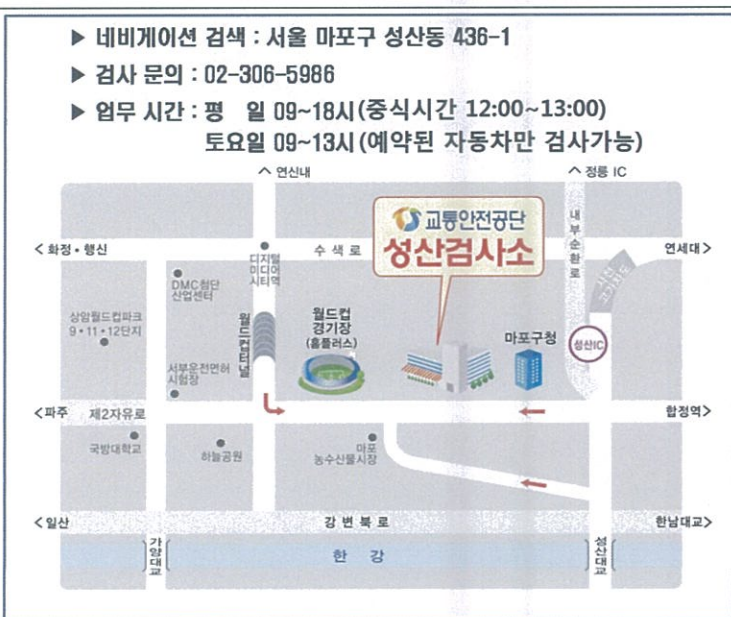 ▶ 네비게이션 검색 : 서울 마포구 성산동 436-1
▶ 검사 문의 : 02-306-5986
▶ 업무 시간 : 평 일 09~18시(중식시간 12:00~13:00)
토요일 09~13시(예약된 자동차만 검사가능)
^ 연신내
^ 정릉 IC
교통안전공단
성산검사소
내부순환로
< 화정 • 행신
디지털
미디어
시티역
수 색 로
연세대 >
사천
고가차도
DMC첨단
산업센터
상암월드컵파크
9 • 11 • 12단지
월드컵터널
월드컵
경기장
(홈플러스)
마포구청
성산IC
서부운전면허
시험장
<파주
제2자유로
합정역>
국방대학교
하늘공원
마포
농수산물시장
<일산
강 변 북 로
한남대교>
가양대교
한 강
성산대교